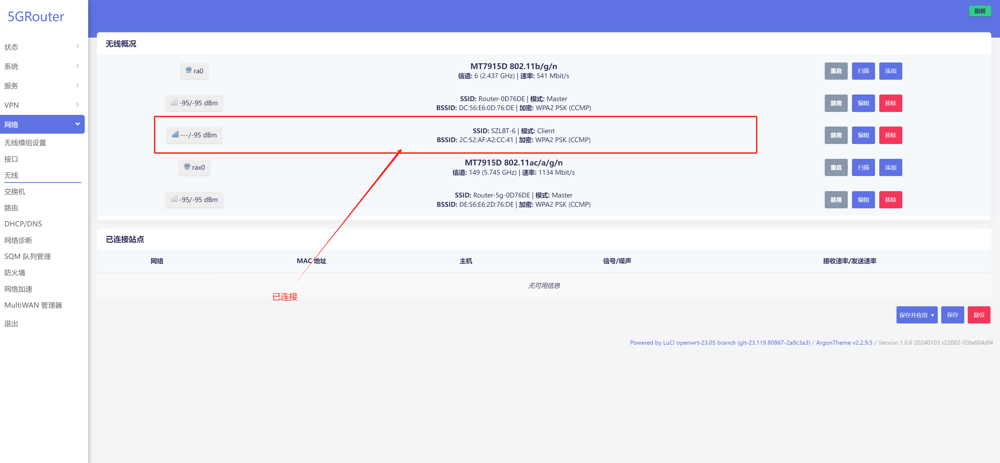 5GRouter
刷新
状态
系统
服务
VPN
网络
无线模组设置
接口
无线
交换机
路由
DHCP/DNS
网络诊断
SQM 队列管理
防火墙
网络加速
MultiWAN 管理器
退出
无线概况
ra0
MT7915D 802.11b/g/n
信道: 6 (2.437 GHz) | 速率: 541 Mbit/s
重启 扫描 添加
-95/-95 dBm
SSID: Router-0D76DE | 模式: Master
BSSID: DC:56:E6:0D:76:DE | 加密: WPA2 PSK (CCMP)
禁用 编辑 移除
---/-95 dBm
SSID: SZLBT-6 | 模式: Client
BSSID: 2C:52:AF:A2:CC:41 | 加密: WPA2 PSK (CCMP)
禁用 编辑 移除
rax0
MT7915D 802.11ac/a/g/n
信道: 149 (5.745 GHz) | 速率: 1134 Mbit/s
重启 扫描 添加
-95/-95 dBm
SSID: Router-5g-0D76DE | 模式: Master
BSSID: DE:56:E6:2D:76:DE | 加密: WPA2 PSK (CCMP)
禁用 编辑 移除
已连接站点
网络 MAC 地址 主机 信号/噪声 接收速率/发送速率
无可用信息
已连接
保存并应用 保存 复位
Powered by LuCI openwrt-23.05 branch (git-23.119.80867-2a9c3a3) / ArgonTheme v2.2.9.5 / Version 1.0.6 20240103 r22002-f28a604df4